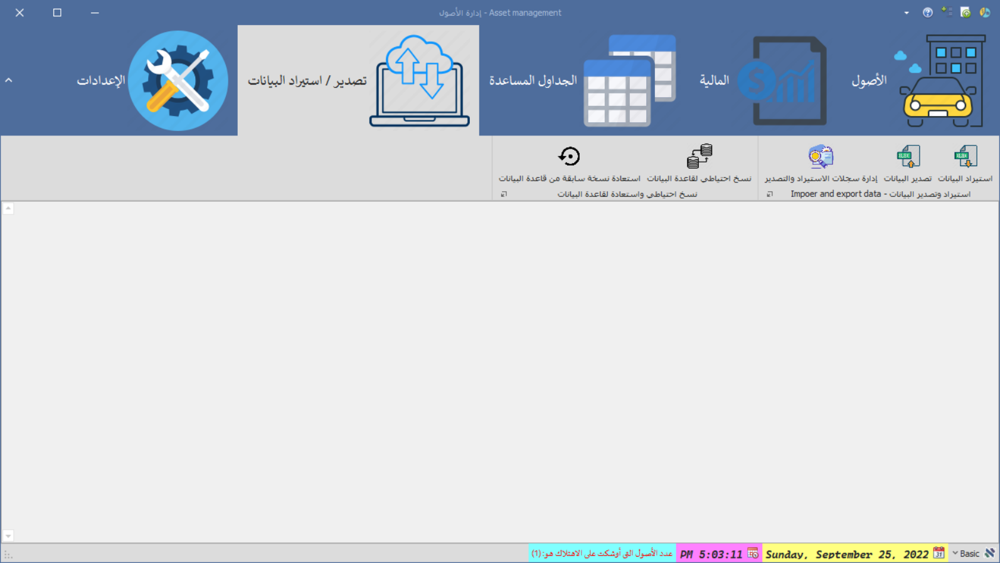 إدارة الأصول - Asset management
الأصول
المالية
الجداول المساعدة
تصدير / استيراد البيانات
الإعدادات
استيراد البيانات
تصدير البيانات
إدارة سجلات الاستيراد والتصدير
استيراد وتصدير البيانات - Impoer and export data
نسخ احتياطي لقاعدة البيانات
استعادة نسخة سابقة من قاعدة البيانات
نسخ احتياطي واستعادة لقاعدة البيانات
Basic
Sunday, September 25, 2022
PM 5:03:11
عدد الأصول التي أوشكت على الاهتلاك هو: (1)